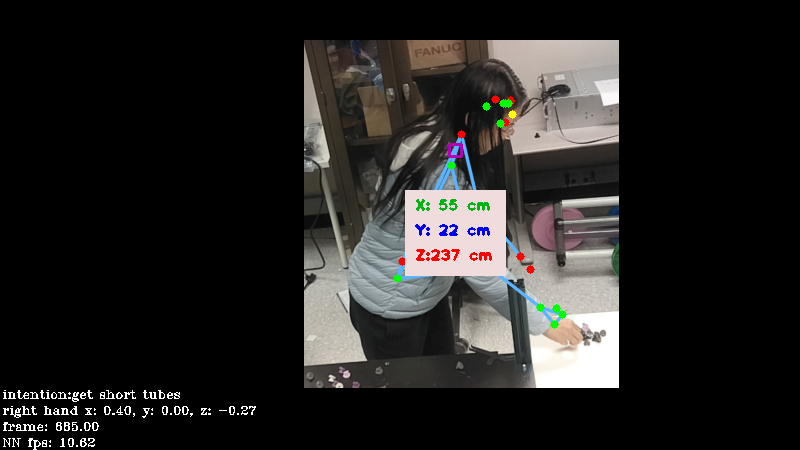 FANUC
X: 55 cm
Y: 22 cm
Z:237 cm
intention:get short tubes
right hand x: 0.40, y: 0.00, z: -0.27
frame: 685.00
NN fps: 10.62